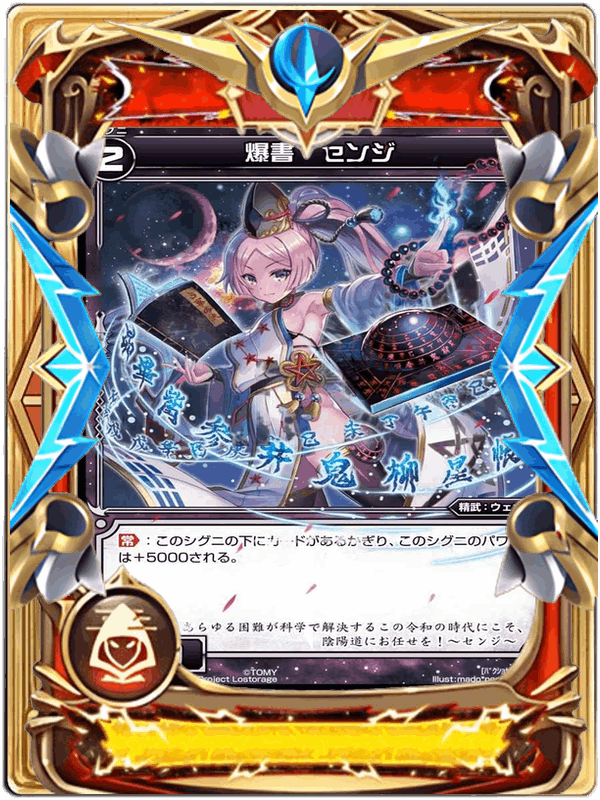 2
爆書 センジ
畢 觜 参 井 鬼 柳 星 張
精武：ウェ
常：このシグニの下にカードがあるかぎり、このシグニのパワ
は＋5000される。
あらゆる困難が科学で解決するこの令和の時代にこそ、
陰陽道にお任せを！～センジ～
©TOMY
Project Lostorage